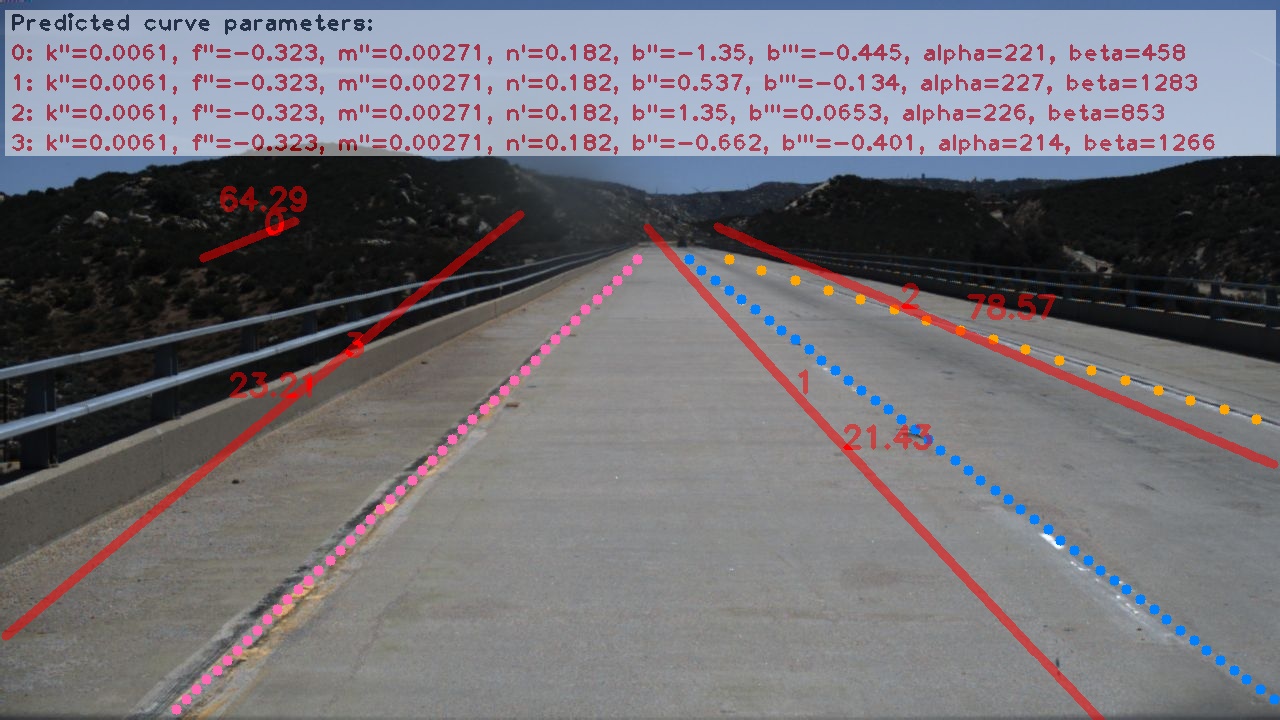 Predicted curve parameters:
0: k''=0.0061, f''=−0.323, m''=0.00271, n'=0.182, b''=−1.35, b'''=−0.445, alpha=221, beta=458
1: k''=0.0061, f''=−0.323, m''=0.00271, n'=0.182, b''=0.537, b'''=−0.134, alpha=227, beta=1283
2: k''=0.0061, f''=−0.323, m''=0.00271, n'=0.182, b''=1.35, b'''=0.0653, alpha=226, beta=853
3: k''=0.0061, f''=−0.323, m''=0.00271, n'=0.182, b''=−0.662, b'''=−0.401, alpha=214, beta=1266
64.29
0
2
78.57
3
23.21
1
21.43